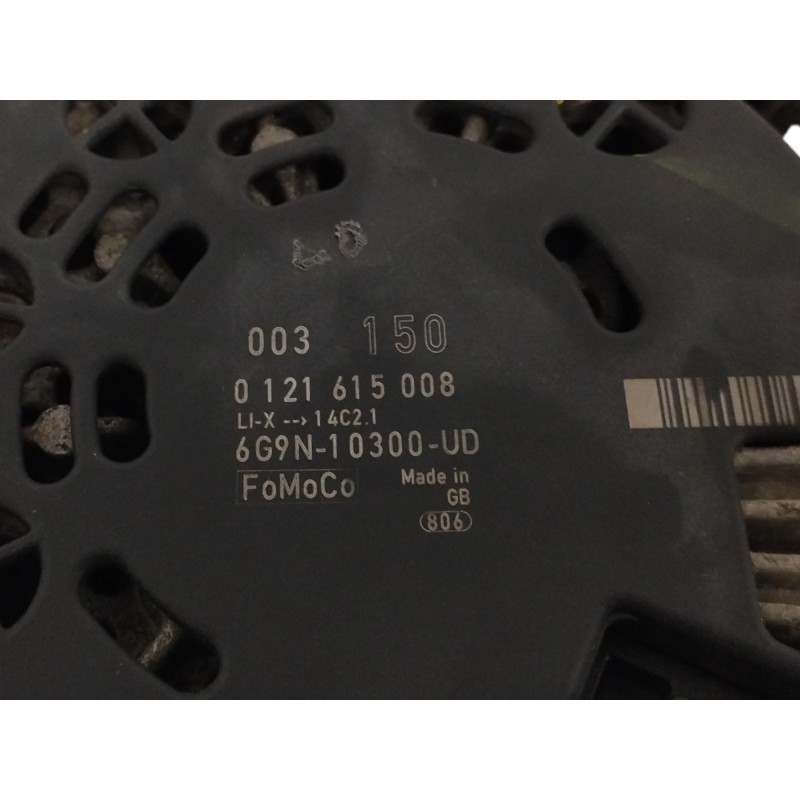 003 150
0 121 615 008
LI-X --> 14C2.1
6G9N-10300-UD
FoMoCo Made in
GB
806